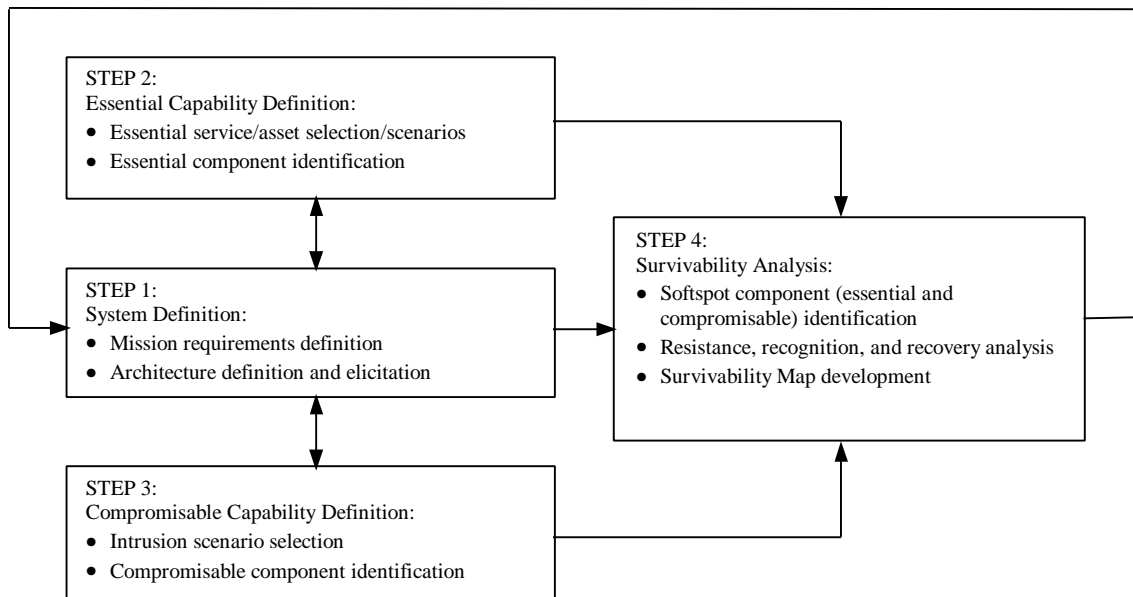 STEP 2:
Essential Capability Definition:
• Essential service/asset selection/scenarios
• Essential component identification
STEP 1:
System Definition:
• Mission requirements definition
• Architecture definition and elicitation
STEP 3:
Compromisable Capability Definition:
• Intrusion scenario selection
• Compromisable component identification
STEP 4:
Survivability Analysis:
• Softspot component (essential and
compromisable) identification
• Resistance, recognition, and recovery analysis
• Survivability Map development